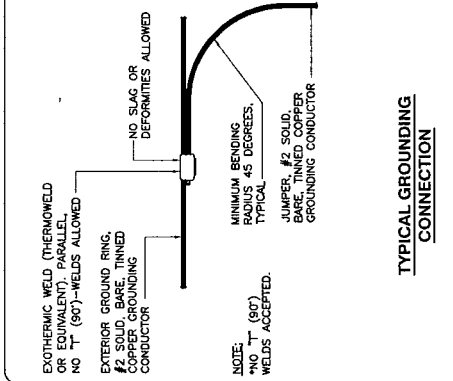 EXOTHERMIC WELD (THERMOWELD
OR EQUIVALENT). PARALLEL,
NO "T" (90°)-WELDS ALLOWED
EXTERIOR GROUND RING,
#2 SOLID, BARE, TINNED
COPPER GROUNDING
CONDUCTOR
NO SLAG OR
DEFORMITIES ALLOWED
MINIMUM BENDING
RADIUS 45 DEGREES,
TYPICAL
JUMPER, #2 SOLID,
BARE, TINNED COPPER
GROUNDING CONDUCTOR
NOTE:
*NO "T" (90°)
WELDS ACCEPTED.
TYPICAL GROUNDING
CONNECTION